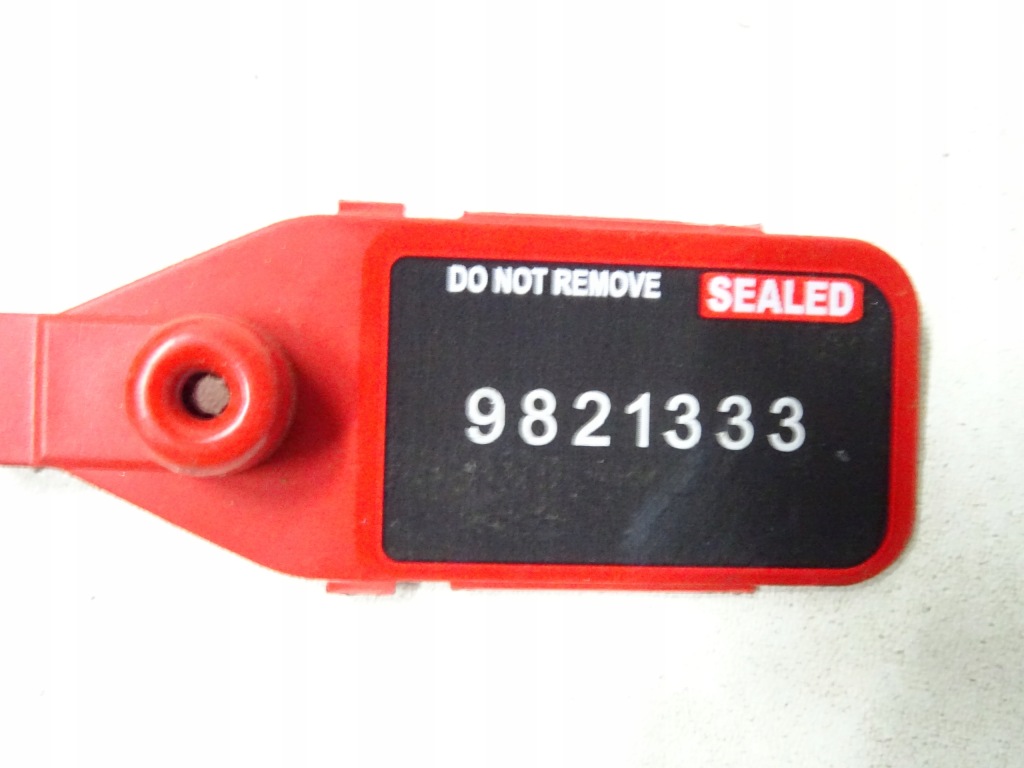 DO NOT REMOVE SEALED
9821333